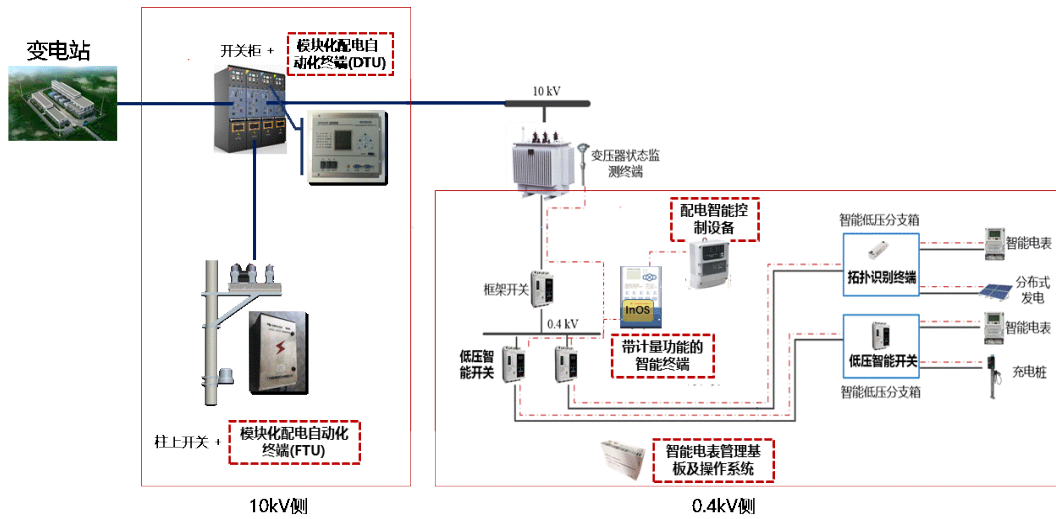 变电站
开关柜 +
模块化配电自
动化终端(DTU)
10 kV
变压器状态监
测终端
配电智能控
制设备
智能低压分支箱
智能电表
拓扑识别终端
分布式
发电
框架开关
InOS
0.4 kV
带计量功能的
智能终端
低压智
能开关
智能电表
低压智能开关
充电桩
智能低压分支箱
柱上开关 +
模块化配电自动化
终端(FTU)
智能电表管理基
板及操作系统
10kV侧
0.4kV侧